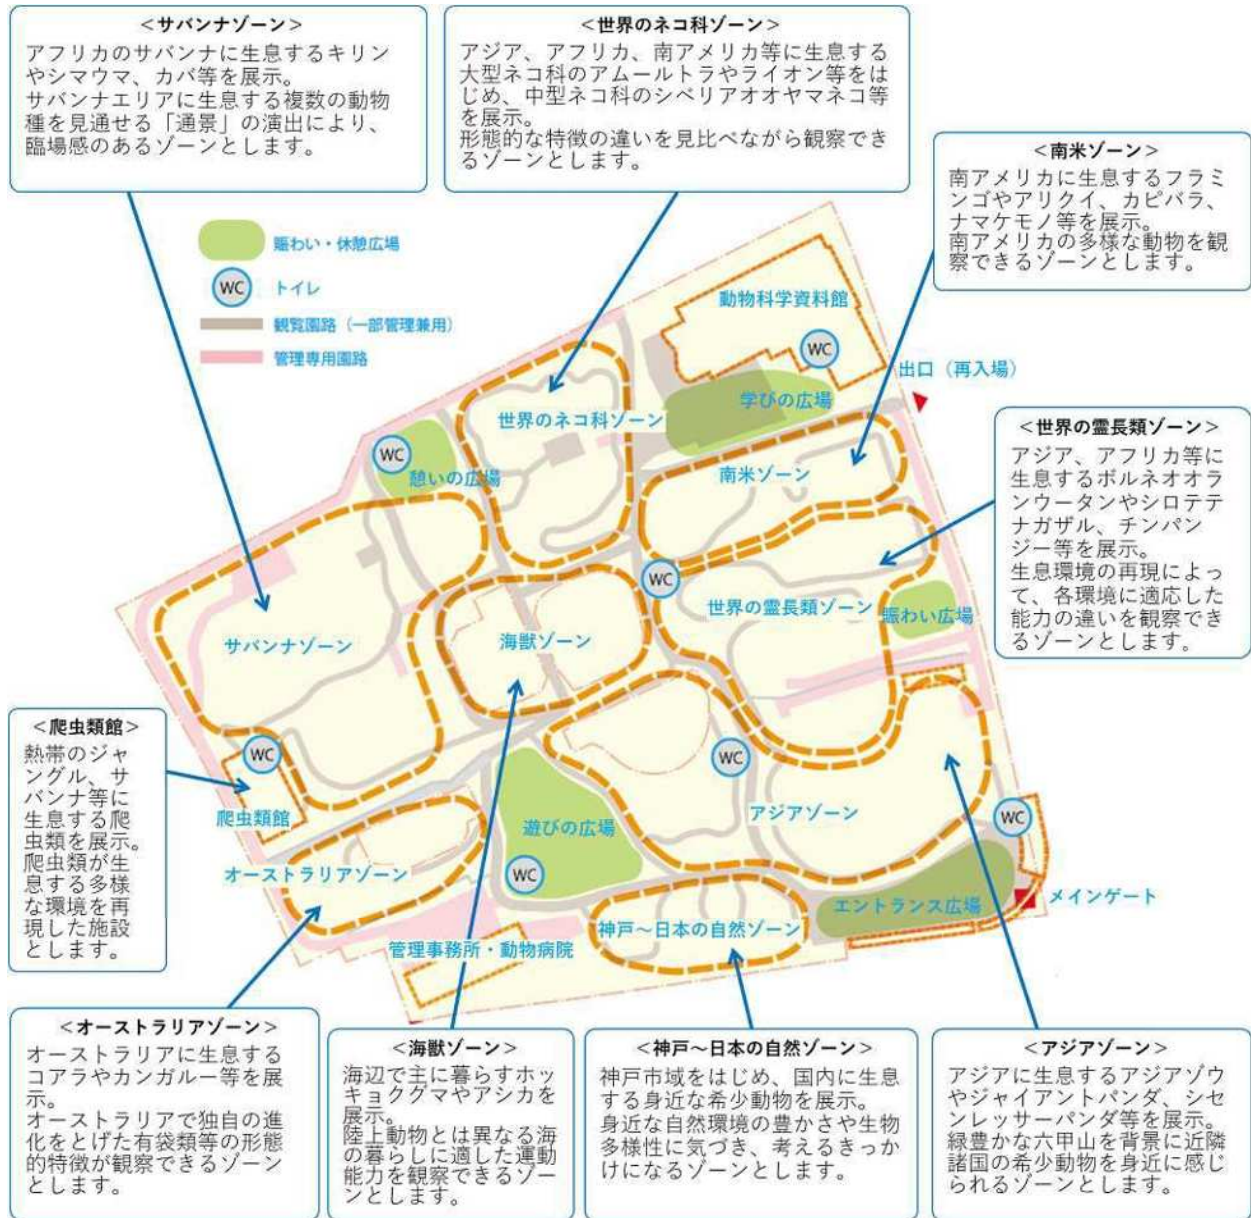 ＜サバンナゾーン＞
アフリカのサバンナに生息するキリン
やシマウマ、カバ等を展示。
サバンナエリアに生息する複数の動物
種を見通せる「通景」の演出により、
臨場感のあるゾーンとします。
＜世界のネコ科ゾーン＞
アジア、アフリカ、南アメリカ等に生息する
大型ネコ科のアムールトラやライオン等をは
じめ、中型ネコ科のシベリアオオヤマネコ等
を展示。
形態的な特徴の違いを見比べながら観察でき
るゾーンとします。
＜南米ゾーン＞
南アメリカに生息するフラミ
ンゴやアリクイ、カピバラ、
ナマケモノ等を展示。
南アメリカの多様な動物を観
察できるゾーンとします。
賑わい・休憩広場
WC トイレ
観覧園路（一部管理兼用）
管理専用園路
動物科学資料館
WC
出口（再入場）
学びの広場
世界のネコ科ゾーン
WC
憩いの広場
南米ゾーン
＜世界の霊長類ゾーン＞
アジア、アフリカ等に
生息するボルネオオラ
ンウータンやシロテテ
ナガザル、チンパン
ジー等を展示。
生息環境の再現によっ
て、各環境に適応した
能力の違いを観察でき
るゾーンとします。
WC
世界の霊長類ゾーン
賑わい広場
サバンナゾーン
海獣ゾーン
＜爬虫類館＞
熱帯のジャ
ングル、サ
バンナ等に
生息する爬
虫類を展示。
爬虫類が生
息する多様
な環境を再
現した施設
とします。
WC
爬虫類館
WC
アジアゾーン
遊びの広場
WC
WC
オーストラリアゾーン
エントランス広場
メインゲート
神戸～日本の自然ゾーン
管理事務所・動物病院
＜オーストラリアゾーン＞
オーストラリアに生息する
コアラやカンガルー等を展
示。
オーストラリアで独自の進
化をとげた有袋類等の形態
的特徴が観察できるゾーン
とします。
＜海獣ゾーン＞
海辺で主に暮らすホッ
キョクグマやアシカを
展示。
陸上動物とは異なる海
の暮らしに適した運動
能力を観察できるゾー
ンとします。
＜神戸～日本の自然ゾーン＞
神戸市域をはじめ、国内に生息
する身近な希少動物を展示。
身近な自然環境の豊かさや生物
多様性に気づき、考えるきっか
けになるゾーンとします。
＜アジアゾーン＞
アジアに生息するアジアゾウ
やジャイアントパンダ、シセ
ンレッサーパンダ等を展示。
緑豊かな六甲山を背景に近隣
諸国の希少動物を身近に感じ
られるゾーンとします。